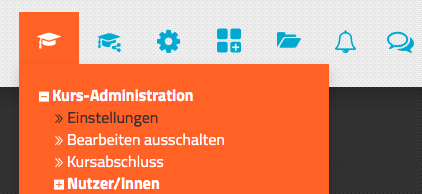 Kurs-Administration
Einstellungen
Bearbeiten ausschalten
Kursabschluss
Nutzer/innen